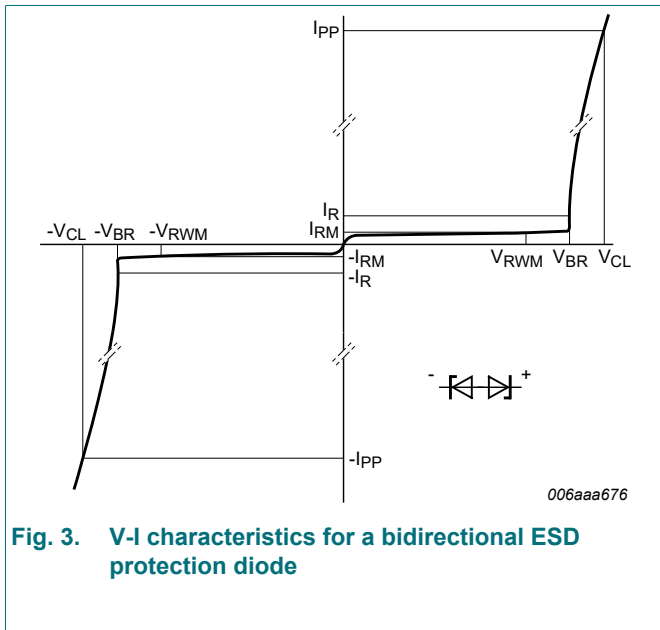 IPP
IR
IRM
-VCL -VBR -VRWM
-IRM
-IR
VRWM VBR VCL
- +
-IPP
006aaa676
Fig. 3. V-I characteristics for a bidirectional ESD
protection diode